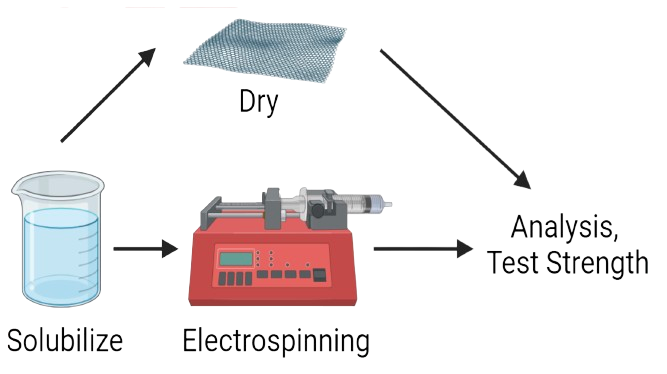 Dry
Analysis,
Test Strength
Solubilize
Electrospinning